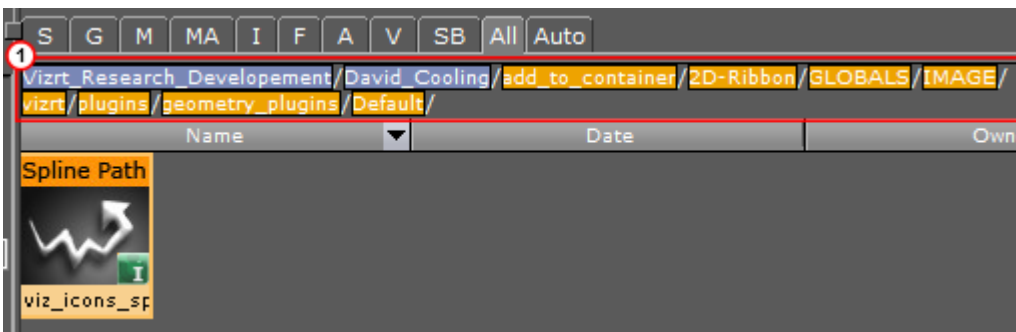 S G M MA I F A V SB All Auto
1
Vizrt_Research_Developement/David_Cooling/add_to_container/2D-Ribbon/GLOBALS/IMAGE/
vizrt/plugins/geometry_plugins/Default/
Name Date Own
Spline Path
I
viz_icons_sp